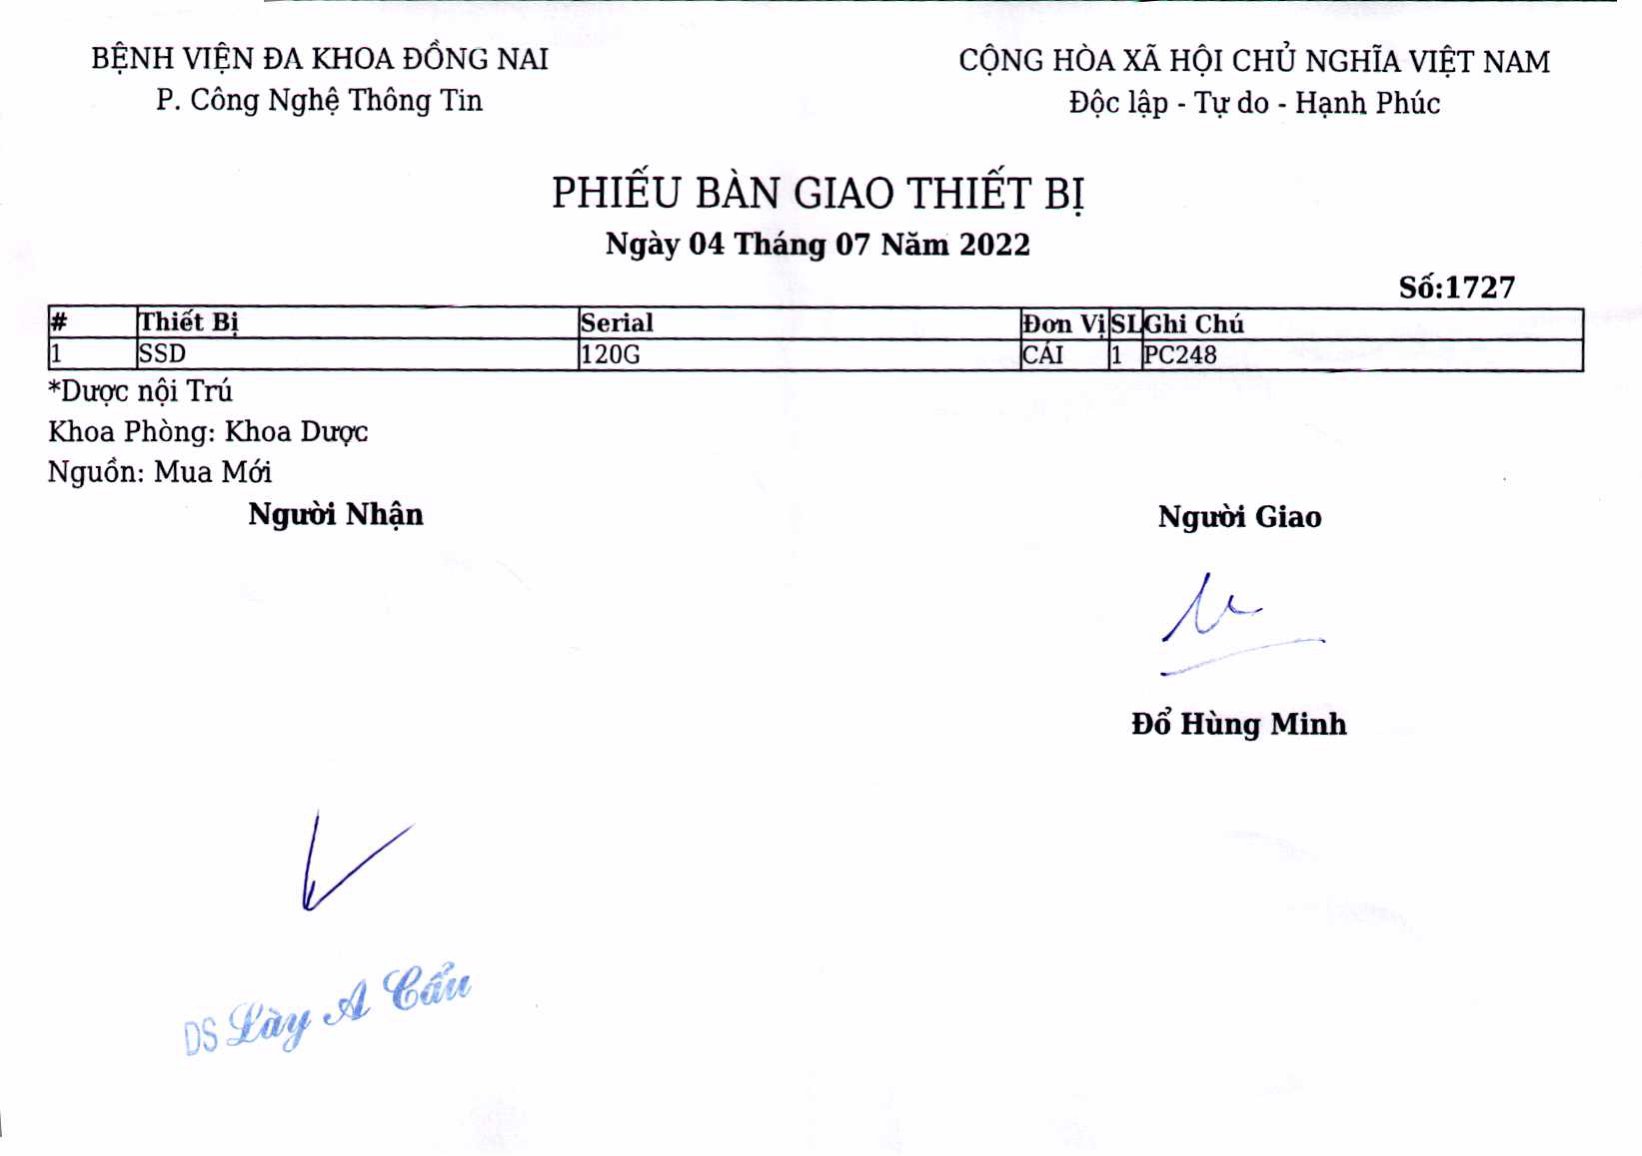 BỆNH VIỆN ĐA KHOA ĐỒNG NAI
P. Công Nghệ Thông Tin
CỘNG HÒA XÃ HỘI CHỦ NGHĨA VIỆT NAM
Độc lập - Tự do - Hạnh Phúc
PHIẾU BÀN GIAO THIẾT BỊ
Ngày 04 Tháng 07 Năm 2022
Số:1727
# Thiết Bị Serial Đơn Vị SL Ghi Chú
1 SSD 120G CÁI 1 PC248
*Dược nội Trú
Khoa Phòng: Khoa Dược
Nguồn: Mua Mới
Người Nhận
Người Giao
Đổ Hùng Minh
DS Lày A Cẩu